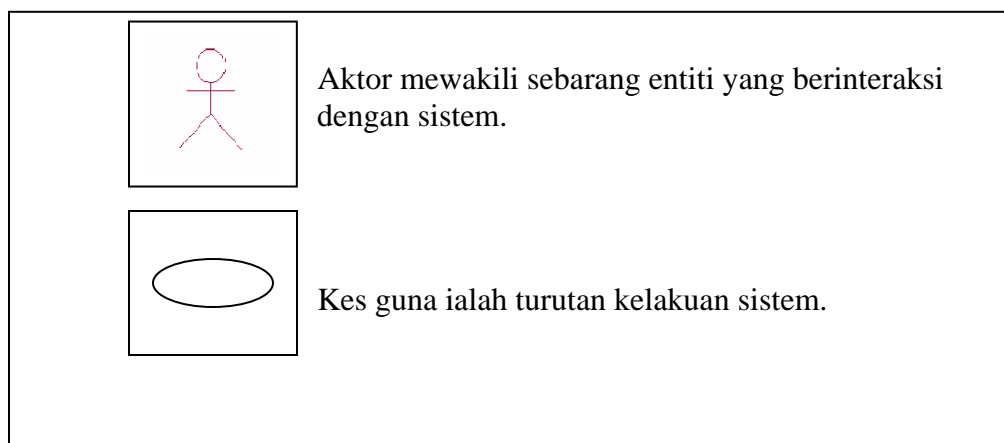 Aktor mewakili sebarang entiti yang berinteraksi
dengan sistem.
Kes guna ialah turutan kelakuan sistem.